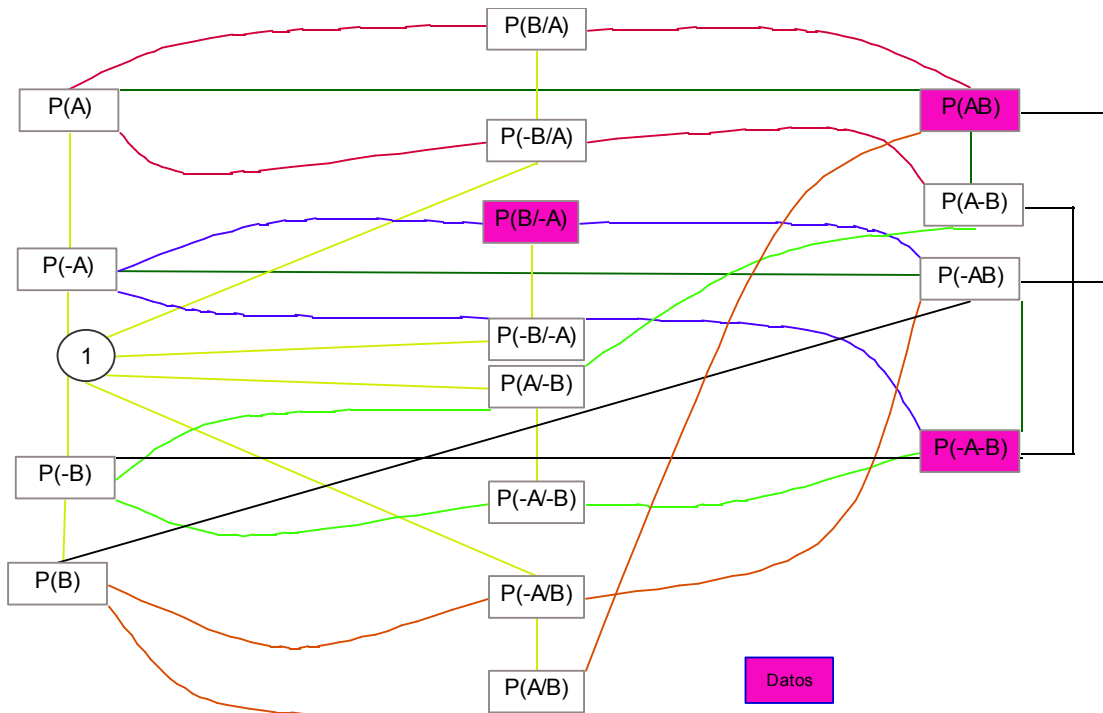 P(B/A)
P(A)
P(AB)
P(-B/A)
P(A-B)
P(B/-A)
P(-A)
P(-AB)
P(-B/-A)
1
P(A/-B)
P(-B)
P(-A-B)
P(-A/-B)
P(B)
P(-A/B)
P(A/B)
Datos